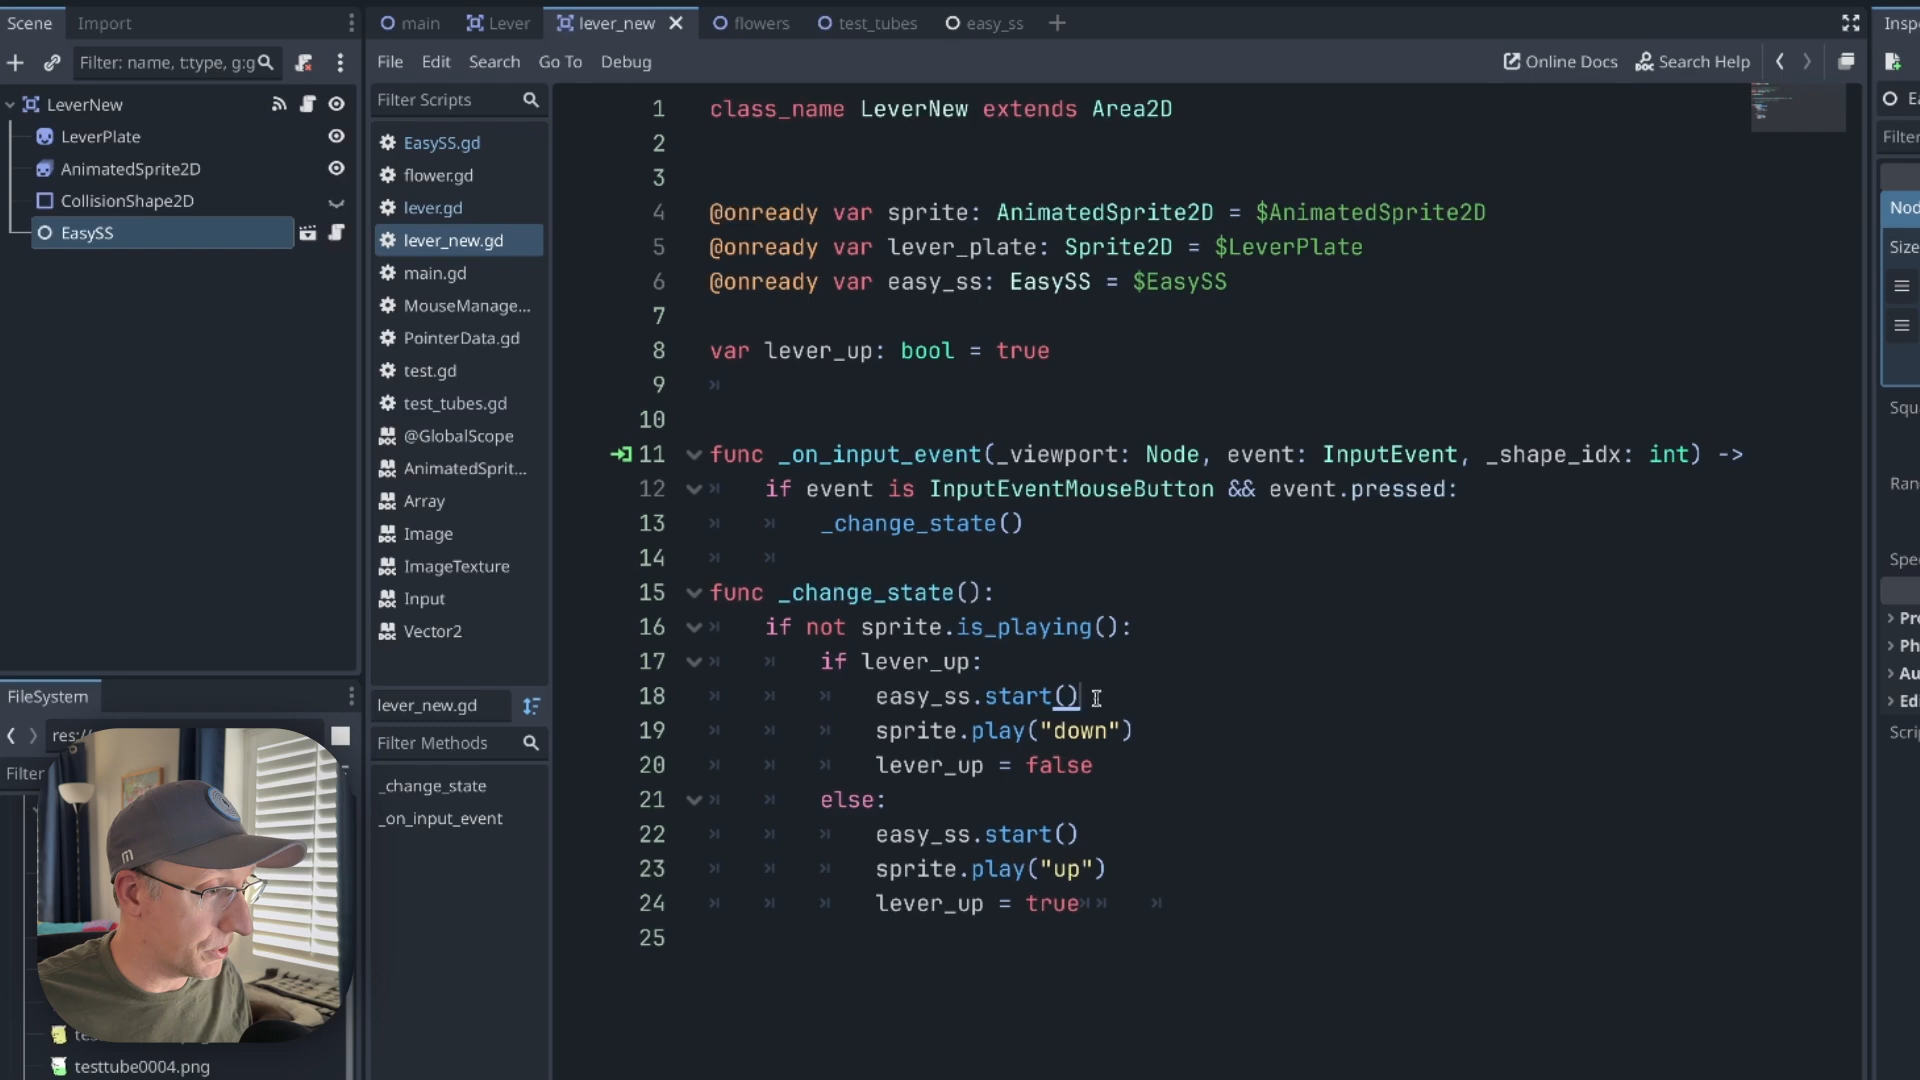 Scene Import
Filter: name, t:type, g:g
LeverNew
LeverPlate
AnimatedSprite2D
CollisionShape2D
EasySS
FileSystem
res://
Filter
testtube0004.png
main Lever lever_new flowers test_tubes easy_ss
File Edit Search Go To Debug
Online Docs Search Help
Filter Scripts
EasySS.gd
flower.gd
lever.gd
lever_new.gd
main.gd
MouseManage...
PointerData.gd
test.gd
test_tubes.gd
@GlobalScope
AnimatedSprit...
Array
Image
ImageTexture
Input
Vector2
lever_new.gd
Filter Methods
_change_state
_on_input_event
1 class_name LeverNew extends Area2D
2
3
4 @onready var sprite: AnimatedSprite2D = $AnimatedSprite2D
5 @onready var lever_plate: Sprite2D = $LeverPlate
6 @onready var easy_ss: EasySS = $EasySS
7
8 var lever_up: bool = true
9
10
11 func _on_input_event(_viewport: Node, event: InputEvent, _shape_idx: int) ->
12 if event is InputEventMouseButton && event.pressed:
13 _change_state()
14
15 func _change_state():
16 if not sprite.is_playing():
17 if lever_up:
18 easy_ss.start()
19 sprite.play("down")
20 lever_up = false
21 else:
22 easy_ss.start()
23 sprite.play("up")
24 lever_up = true
25
Insp
Ea
Filter
Nod
Size
Squ
Ran
Spe
Pro
Ph
Au
Edi
Scri